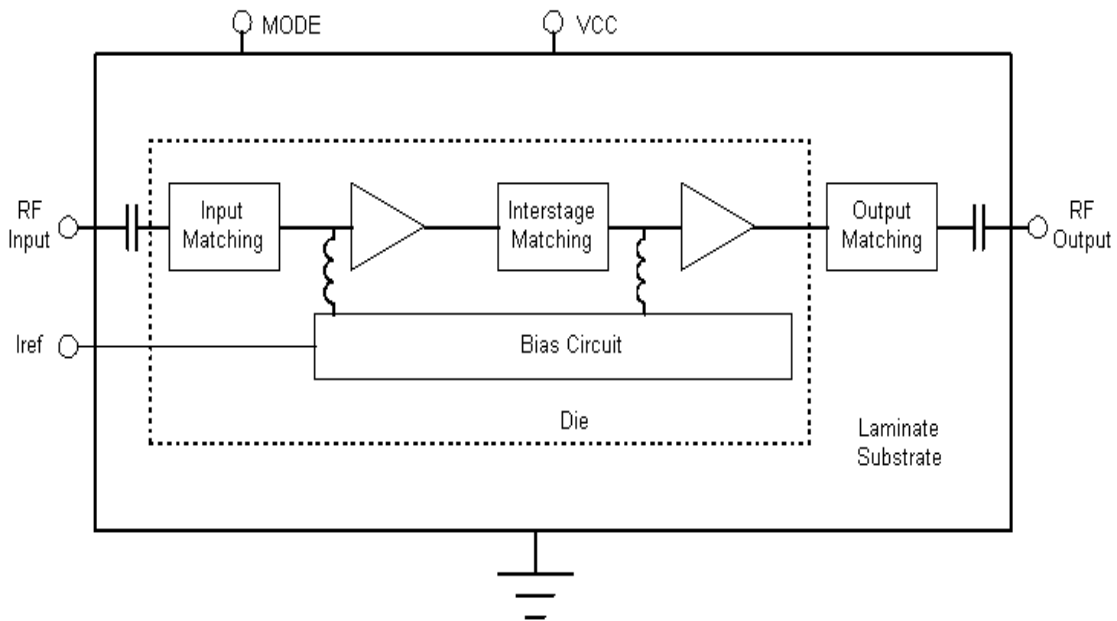 MODE
VCC
RF
Input
Input
Matching
Interstage
Matching
Output
Matching
RF
Output
Iref
Bias Circuit
Die
Laminate
Substrate